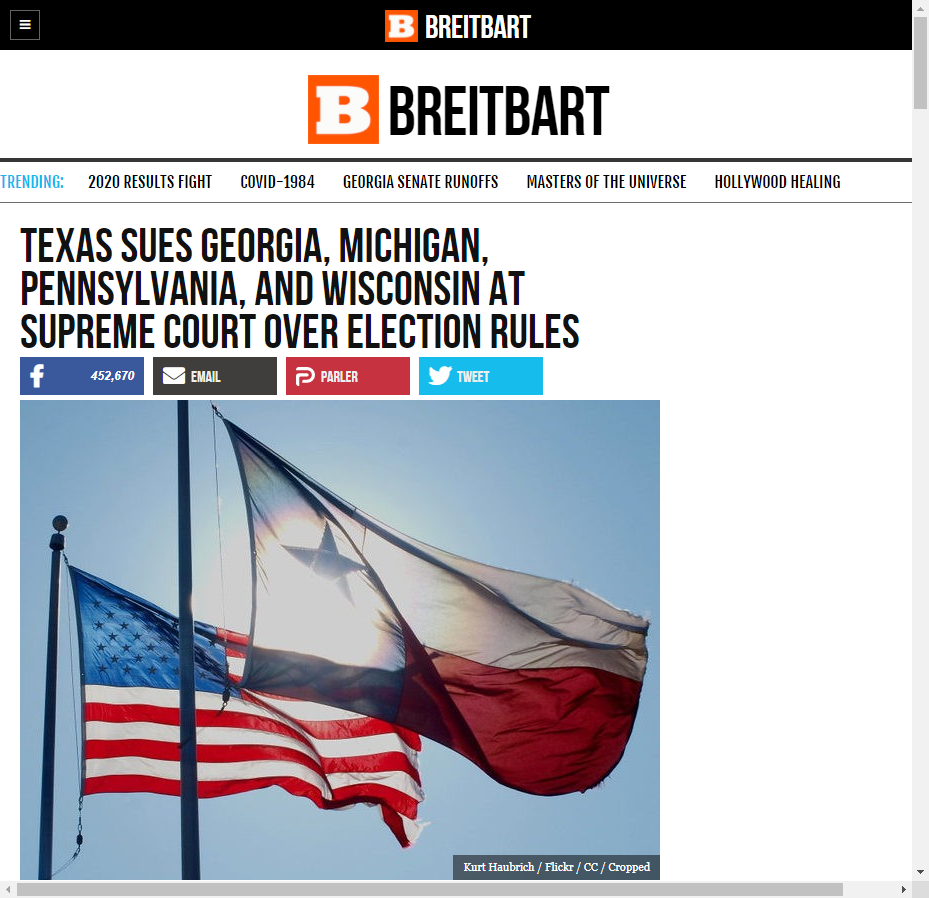 B BREITBART
B BREITBART
TRENDING: 2020 RESULTS FIGHT COVID-1984 GEORGIA SENATE RUNOFFS MASTERS OF THE UNIVERSE HOLLYWOOD HEALING
TEXAS SUES GEORGIA, MICHIGAN,
PENNSYLVANIA, AND WISCONSIN AT
SUPREME COURT OVER ELECTION RULES
452,670 EMAIL PARLER TWEET
Kurt Haubrich / Flickr / CC / Cropped